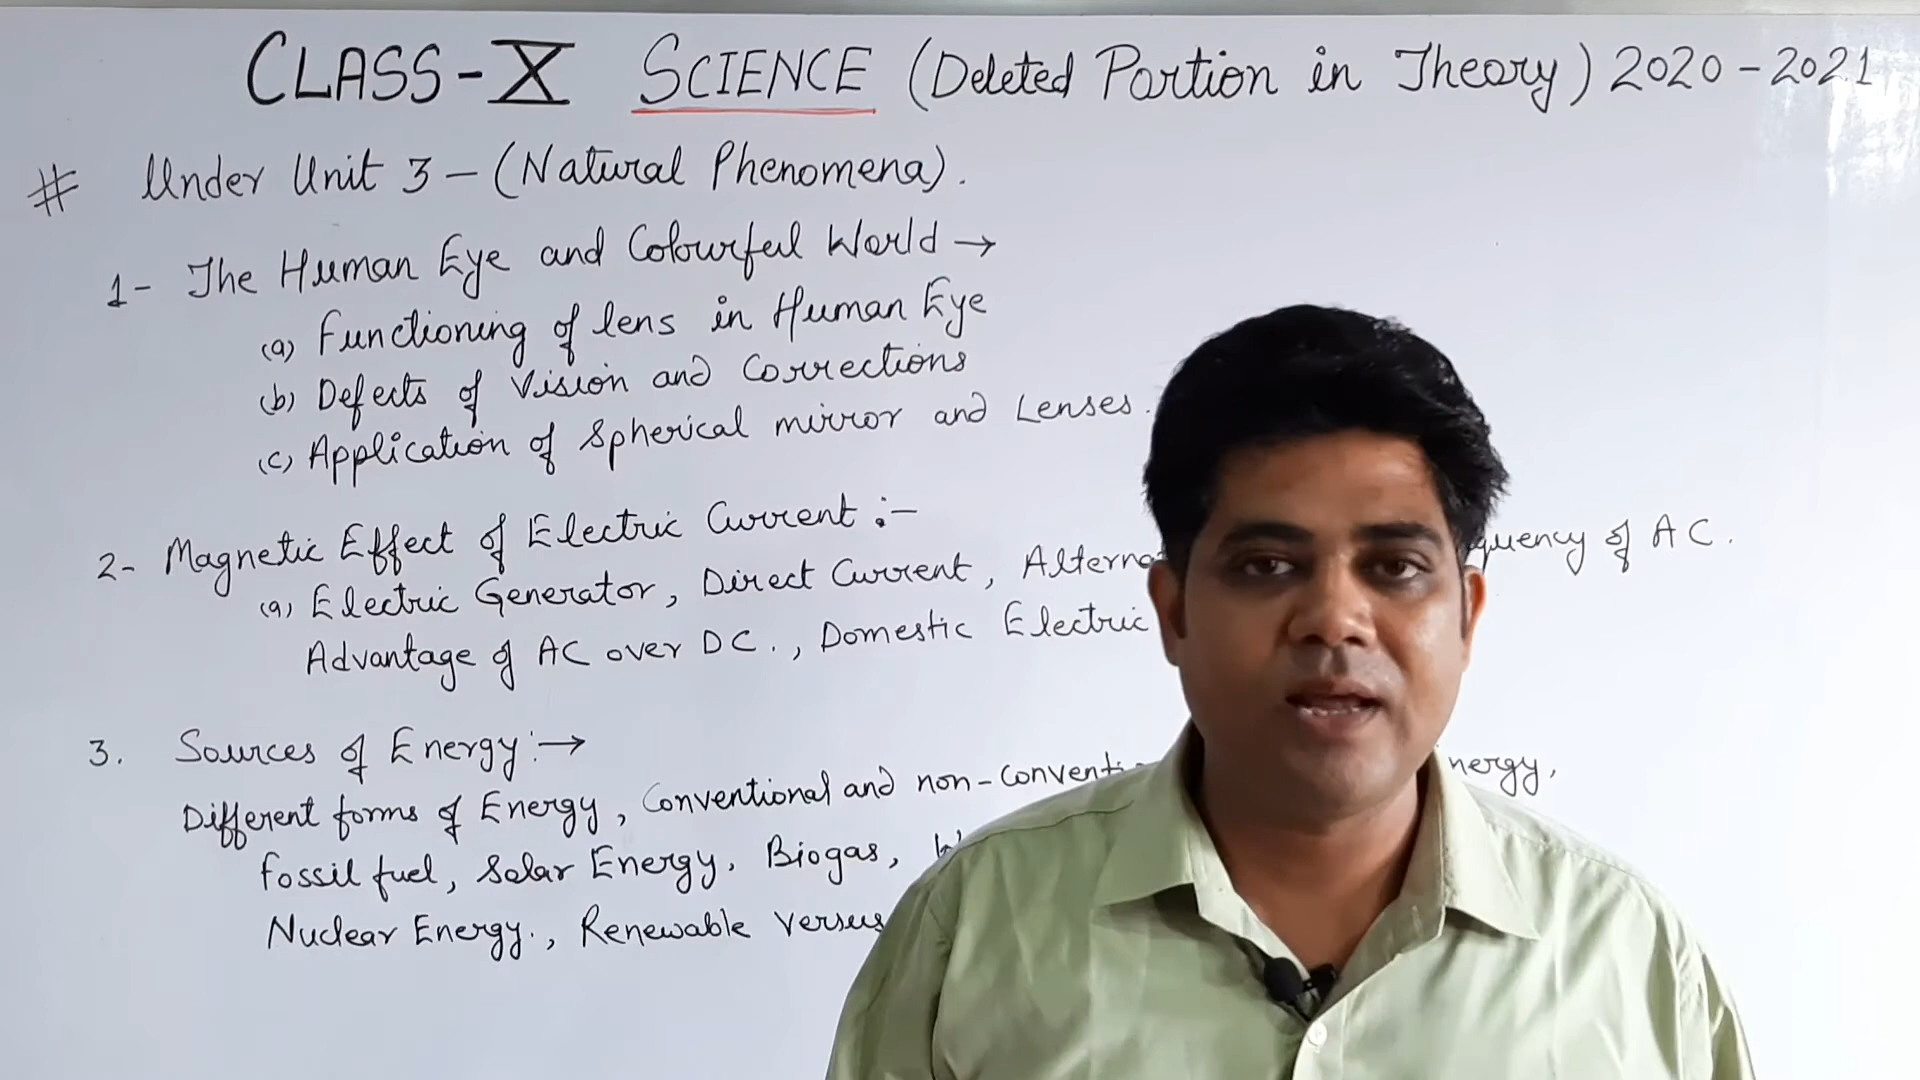 CLASS-X SCIENCE (Deleted Portion in Theory) 2020-2021
# Under Unit 3 - (Natural Phenomena).
1- The Human Eye and Colourful World →
(a) Functioning of lens in Human Eye
(b) Defects of Vision and Corrections
(c) Application of Spherical mirror and Lenses.
2- Magnetic Effect of Electric Current :-
(a) Electric Generator, Direct Current, of AC.
Advantage of AC over DC., Domestic Electric
3. Sources of Energy :→
Different forms of Energy, Conventional and
Fossil fuel, Solar Energy. Biogas,
Nuclear Energy., Renewable versus